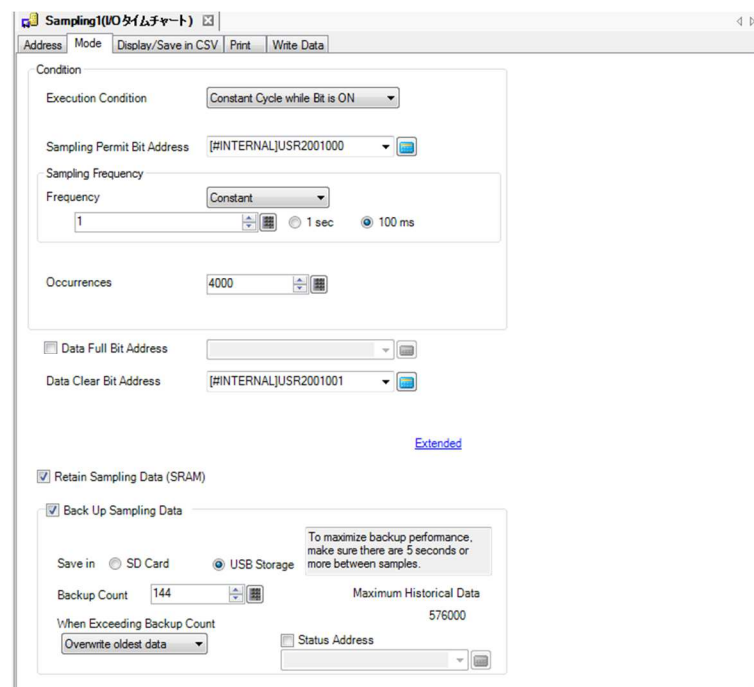 Sampling1(I/Oタイムチャート)
Address Mode Display/Save in CSV Print Write Data
Condition
Execution Condition Constant Cycle while Bit is ON
Sampling Permit Bit Address [#INTERNAL]USR2001000
Sampling Frequency
Frequency Constant
1 1 sec 100 ms
Occurrences 4000
Data Full Bit Address
Data Clear Bit Address [#INTERNAL]USR2001001
Extended
Retain Sampling Data (SRAM)
Back Up Sampling Data
To maximize backup performance,
make sure there are 5 seconds or
more between samples.
Save in SD Card USB Storage
Backup Count 144 Maximum Historical Data
576000
When Exceeding Backup Count
Overwrite oldest data Status Address